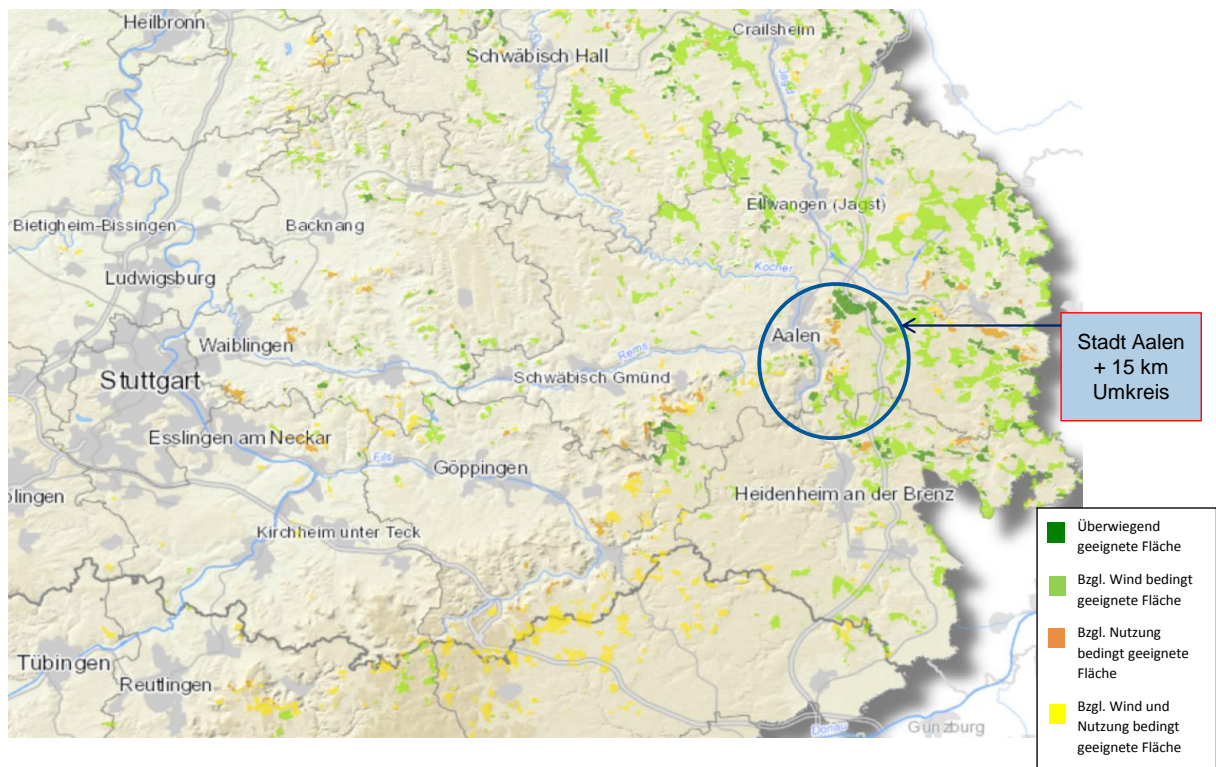 Heilbronn
Crailsheim
Schwäbisch Hall
Jagd
Ellwangen (Jagst)
Bietigheim-Bissingen
Backnang
Kocher
Ludwigsburg
Aalen
Waiblingen
Rems
Schwäbisch Gmünd
Stuttgart
Esslingen am Neckar
Fils
Göppingen
Heidenheim an der Brenz
blingen
Kirchheim unter Teck
Tübingen
Reutlingen
Donau
Günzburg
Stadt Aalen
+ 15 km
Umkreis
Überwiegend
geeignete Fläche
Bzgl. Wind bedingt
geeignete Fläche
Bzgl. Nutzung
bedingt geeignete
Fläche
Bzgl. Wind und
Nutzung bedingt
geeignete Fläche